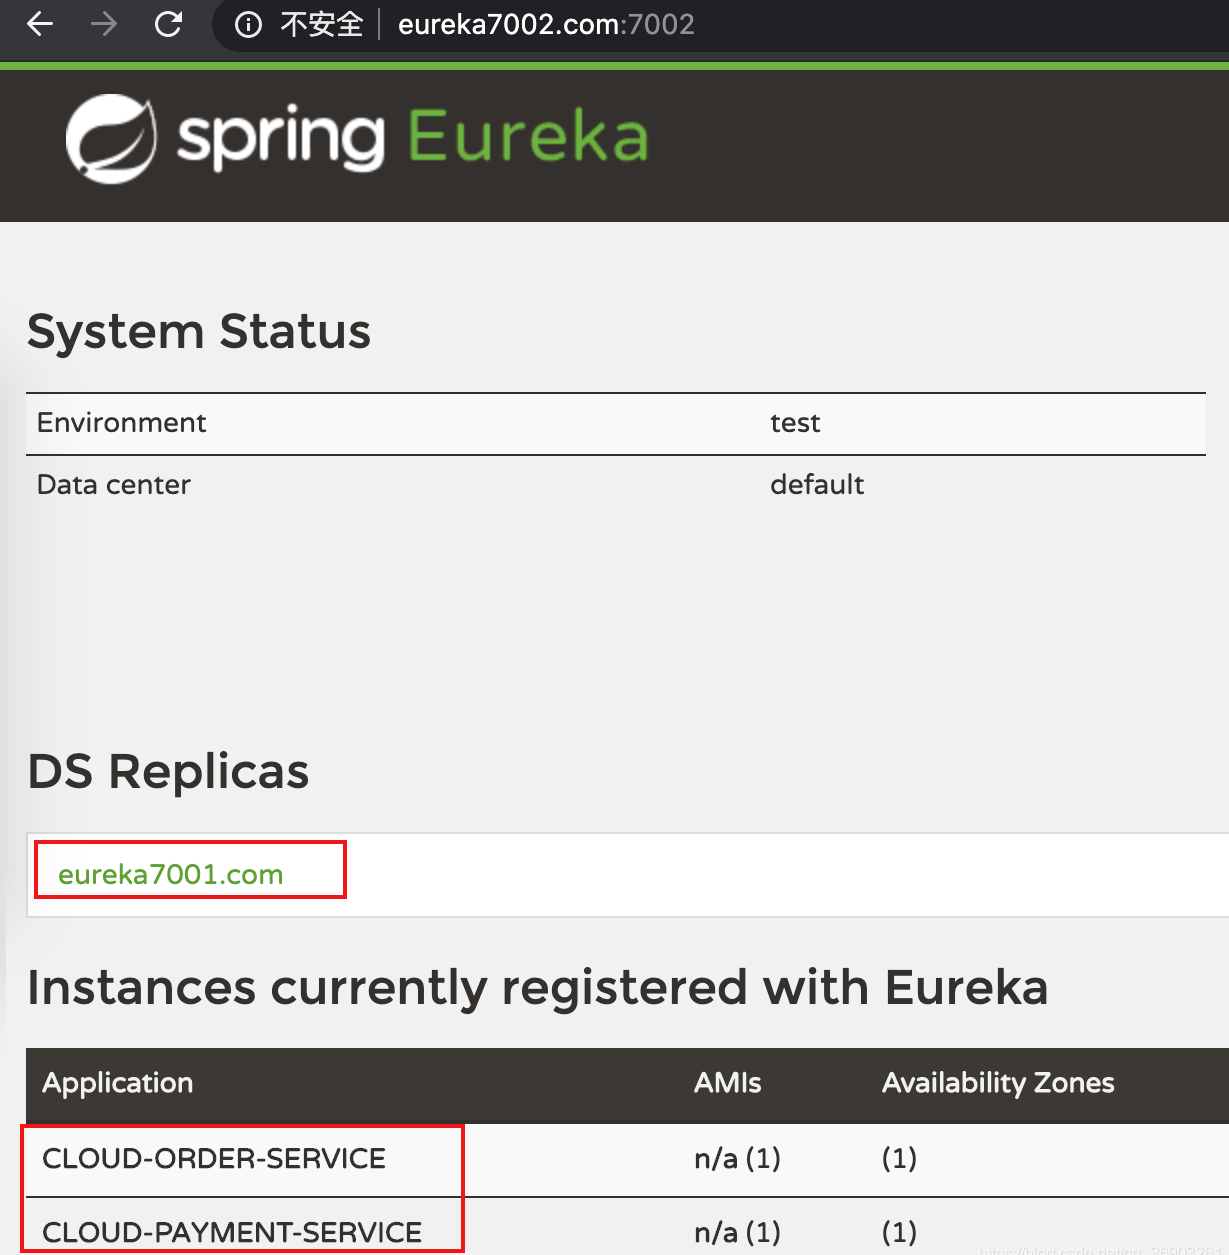 不安全 eureka7002.com:7002
spring Eureka
System Status
Environment test
Data center default
DS Replicas
eureka7001.com
Instances currently registered with Eureka
Application AMIs Availability Zones
CLOUD-ORDER-SERVICE n/a (1) (1)
CLOUD-PAYMENT-SERVICE n/a (1) (1)